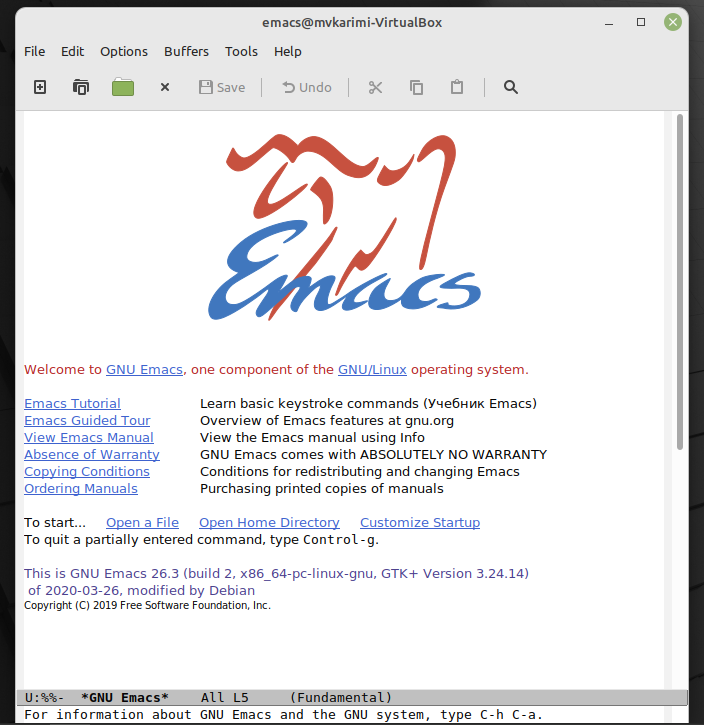 emacs@mvkarimi-VirtualBox
File Edit Options Buffers Tools Help
Save Undo
Emacs
Welcome to GNU Emacs, one component of the GNU/Linux operating system.
Emacs Tutorial Learn basic keystroke commands (Учебник Emacs)
Emacs Guided Tour Overview of Emacs features at gnu.org
View Emacs Manual View the Emacs manual using Info
Absence of Warranty GNU Emacs comes with ABSOLUTELY NO WARRANTY
Copying Conditions Conditions for redistributing and changing Emacs
Ordering Manuals Purchasing printed copies of manuals
To start... Open a File Open Home Directory Customize Startup
To quit a partially entered command, type Control-g.
This is GNU Emacs 26.3 (build 2, x86_64-pc-linux-gnu, GTK+ Version 3.24.14)
of 2020-03-26, modified by Debian
Copyright (C) 2019 Free Software Foundation, Inc.
U:%%- *GNU Emacs* All L5 (Fundamental)
For information about GNU Emacs and the GNU system, type C-h C-a.